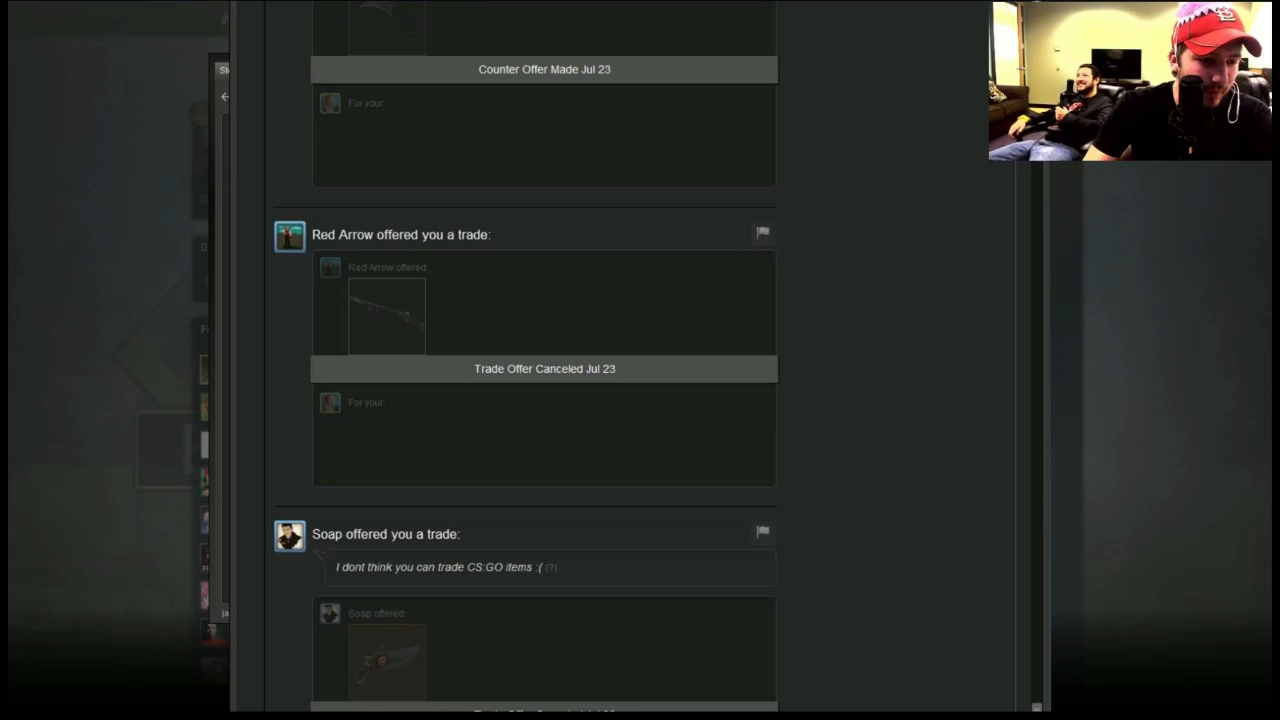 Counter Offer Made Jul 23
For your:
Red Arrow offered you a trade:
Red Arrow offered:
Trade Offer Canceled Jul 23
For your:
Soap offered you a trade:
I dont think you can trade CS:GO items :( (?)
Soap offered: